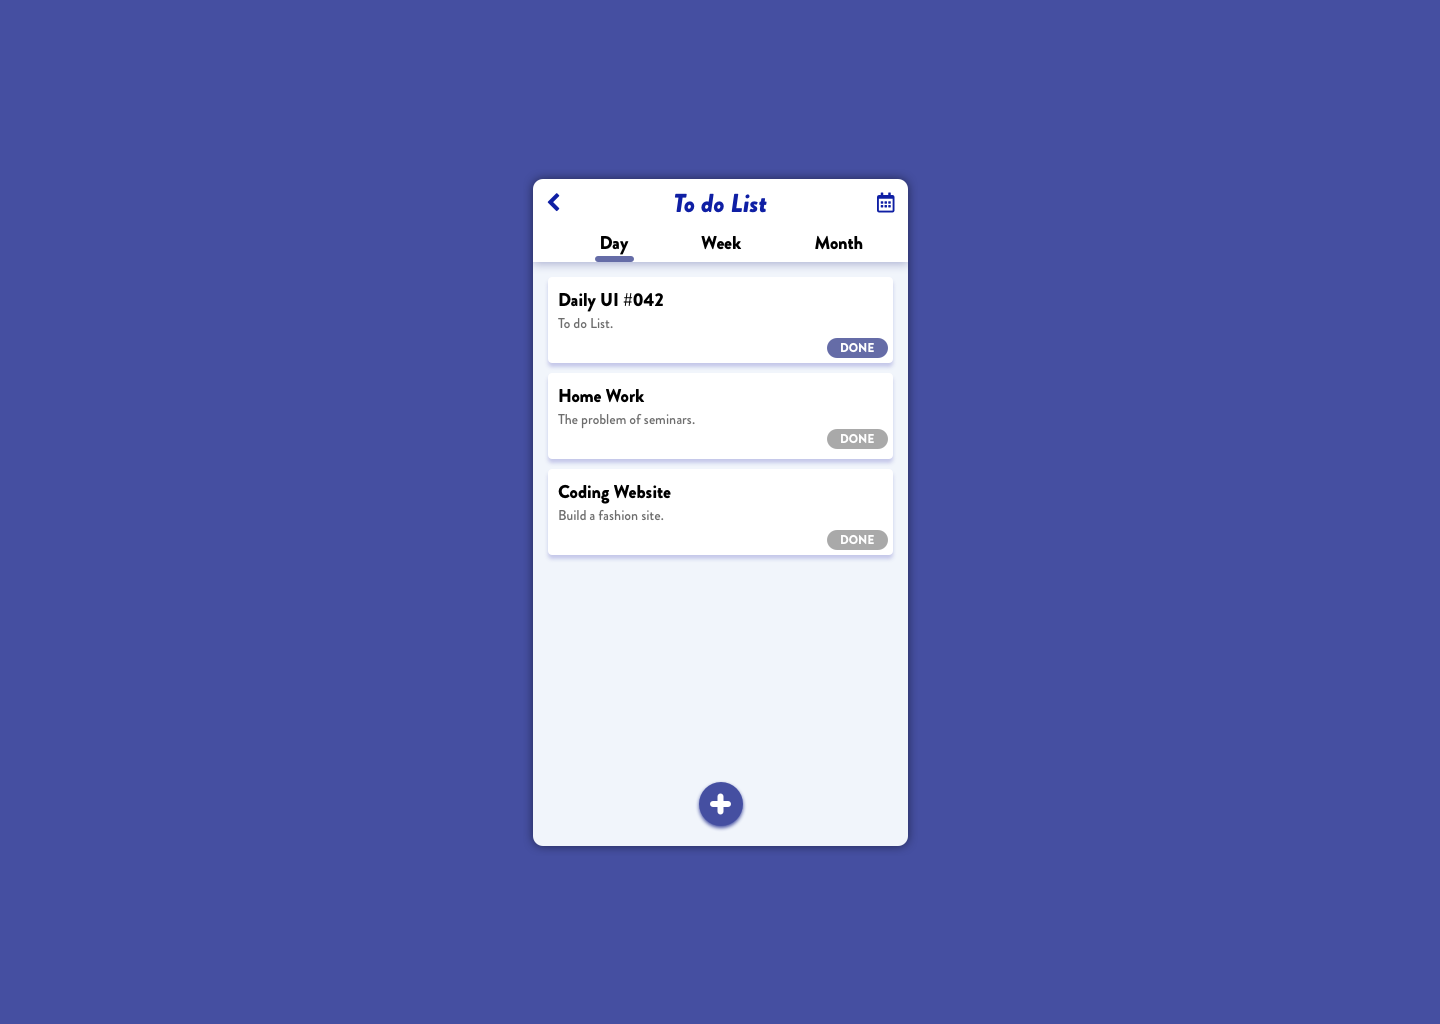 To do List
Day Week Month
Daily UI #042
To do List.
DONE
Home Work
The problem of seminars.
DONE
Coding Website
Build a fashion site.
DONE